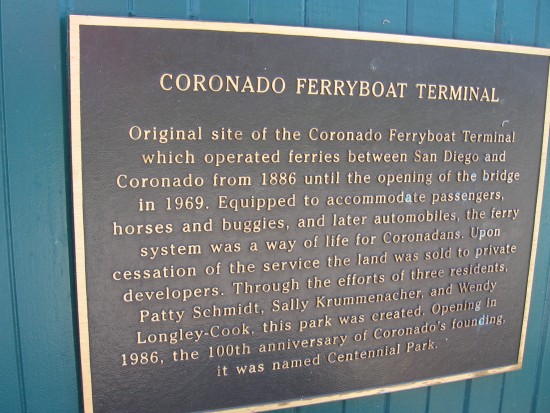 CORONADO FERRYBOAT TERMINAL
Original site of the Coronado Ferryboat Terminal
which operated ferries between San Diego and
Coronado from 1886 until the opening of the bridge
in 1969. Equipped to accommodate passengers,
horses and buggies, and later automobiles, the ferry
system was a way of life for Coronadans. Upon
cessation of the service the land was sold to private
developers. Through the efforts of three residents,
Patty Schmidt, Sally Krummenacher, and Wendy
Longley-Cook, this park was created. Opening in
1986, the 100th anniversary of Coronado's founding,
it was named Centennial Park.